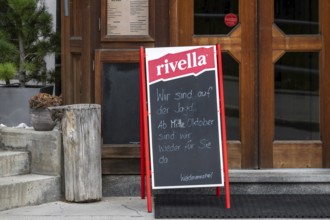 rivella
Wir sind auf
der Jagd.
Ab Mitte Oktober
sind wir
wieder für Sie
da